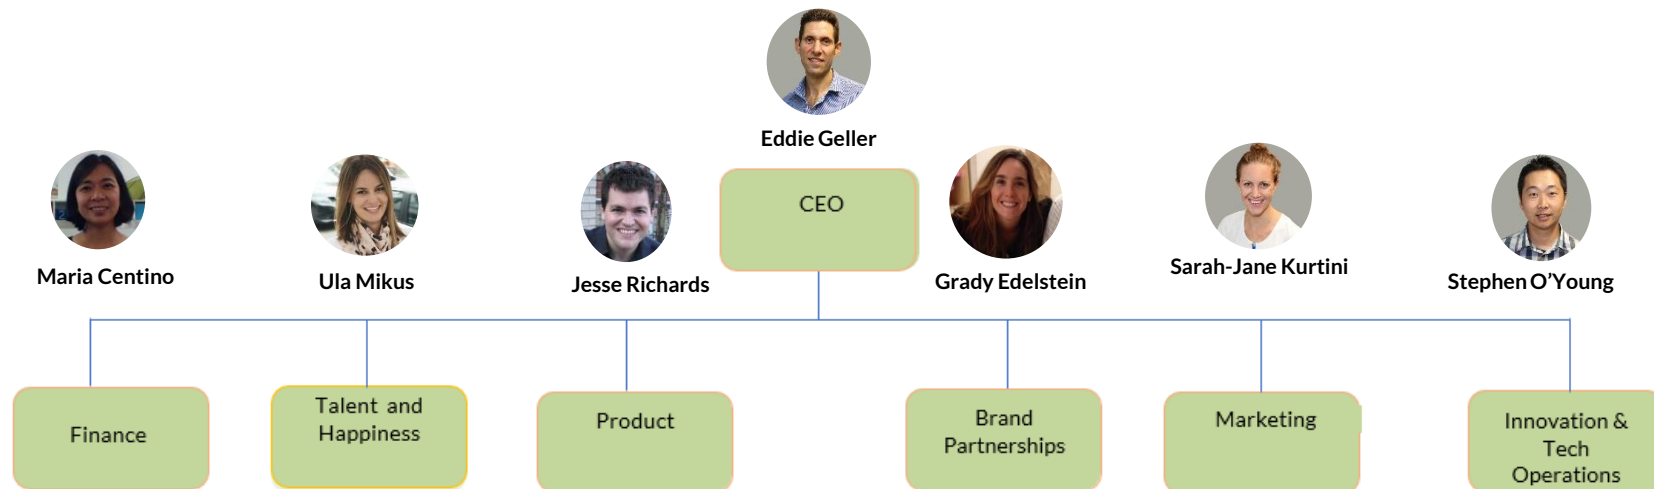 Eddie Geller
CEO
Maria Centino
Ula Mikus
Jesse Richards
Grady Edelstein
Sarah-Jane Kurtini
Stephen O’Young
Finance
Talent and
Happiness
Product
Brand
Partnerships
Marketing
Innovation &
Tech
Operations